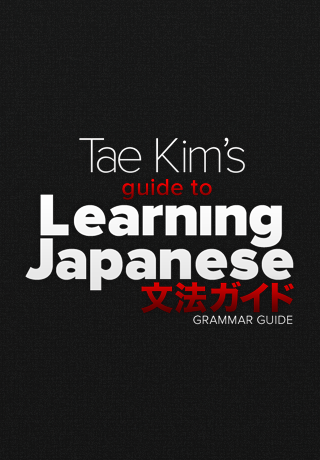 Tae Kim's
guide to
Learning
Japanese
文法ガイド
GRAMMAR GUIDE